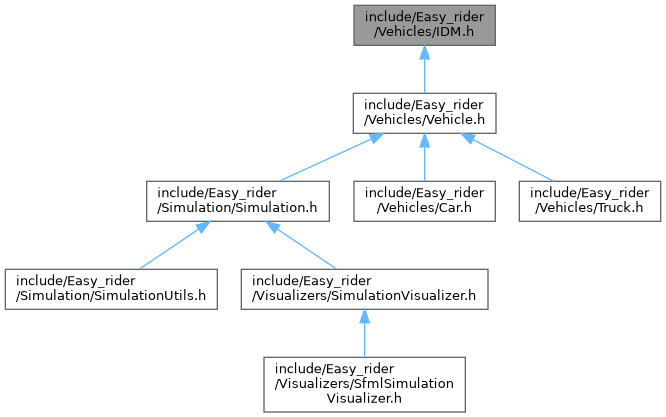 include/Easy_rider
/Vehicles/IDM.h
include/Easy_rider
/Vehicles/Vehicle.h
include/Easy_rider
/Simulation/Simulation.h
include/Easy_rider
/Vehicles/Car.h
include/Easy_rider
/Vehicles/Truck.h
include/Easy_rider
/Simulation/SimulationUtils.h
include/Easy_rider
/Visualizers/SimulationVisualizer.h
include/Easy_rider
/Visualizers/SfmlSimulation
Visualizer.h